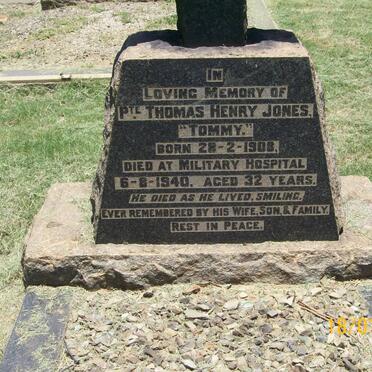 IN
LOVING MEMORY OF
PTE THOMAS HENRY JONES
"TOMMY."
BORN 28-2-1908,
DIED AT MILITARY HOSPITAL
6-8-1940, AGED 32 YEARS.
HE DIED AS HE LIVED, SMILING.
EVER REMEMBERED BY HIS WIFE, SON, & FAMILY.
REST IN PEACE.